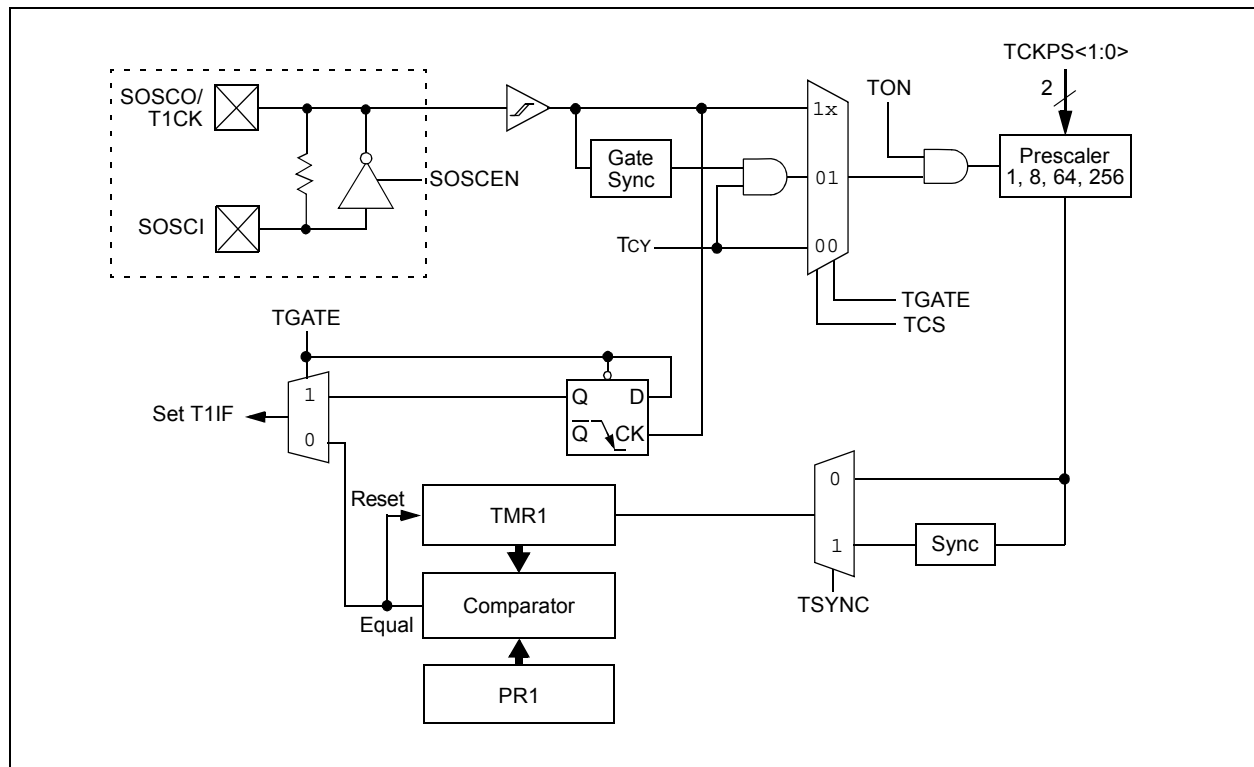 TCKPS<1:0>
2
SOSCO/
T1CK
TON
1x
Gate
Sync
Prescaler
1, 8, 64, 256
SOSCEN
01
SOSCI
TCY
00
TGATE
TCS
TGATE
1
Q
D
Set T1IF
Q
CK
0
Reset
TMR1
0
1
Sync
Comparator
TSYNC
Equal
PR1